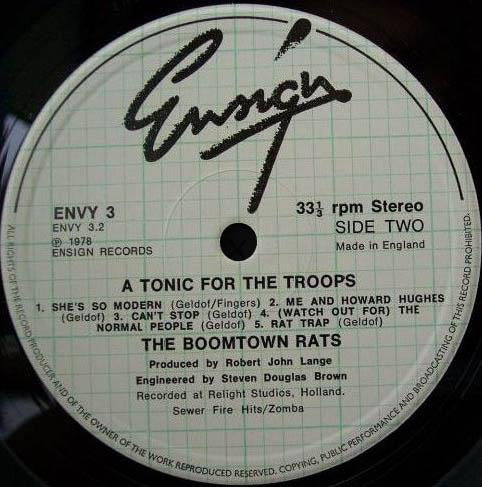 Ensign
ENVY 3
ENVY 3.2
℗ 1978
ENSIGN RECORDS
33⅓ rpm Stereo
SIDE TWO
Made in England
A TONIC FOR THE TROOPS
1. SHE'S SO MODERN (Geldof/Fingers) 2. ME AND HOWARD HUGHES
(Geldof) 3. CAN'T STOP (Geldof) 4. (WATCH OUT FOR) THE
NORMAL PEOPLE (Geldof) 5. RAT TRAP (Geldof)
THE BOOMTOWN RATS
Produced by Robert John Lange
Engineered by Steven Douglas Brown
Recorded at Relight Studios, Holland.
Sewer Fire Hits/Zomba
ALL RIGHTS OF THE RECORD PRODUCER AND OF THE OWNER OF THE WORK REPRODUCED RESERVED. COPYING, PUBLIC PERFORMANCE AND BROADCASTING OF THIS RECORD PROHIBITED.